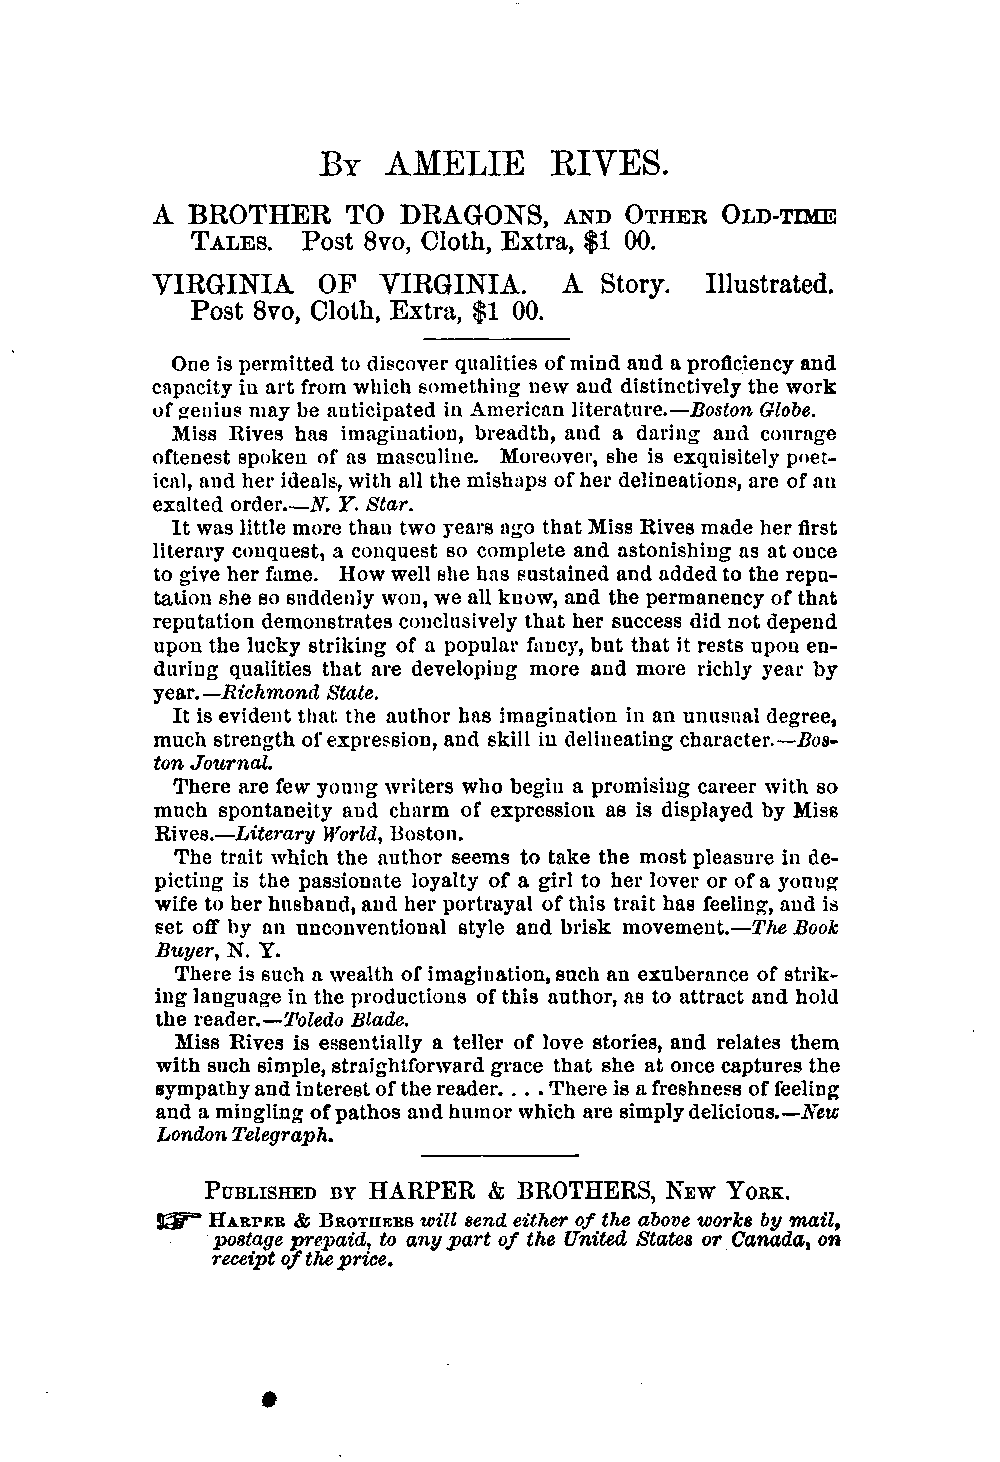 By AMELIE RIVES.
A BROTHER TO DRAGONS, AND OTHER OLD-TIME
TALES. Post 8vo, Cloth, Extra, $1 00.
VIRGINIA OF VIRGINIA. A Story. Illustrated.
Post 8vo, Cloth, Extra, $1 00.
One is permitted to discover qualities of mind and a proficiency and
capacity in art from which something new and distinctively the work
of genius may be anticipated in American literature.—Boston Globe.
Miss Rives has imagination, breadth, and a daring and courage
oftenest spoken of as masculine. Moreover, she is exquisitely poet-
ical, and her ideals, with all the mishaps of her delineations, are of an
exalted order.—N. Y. Star.
It was little more than two years ago that Miss Rives made her first
literary conquest, a conquest so complete and astonishing as at once
to give her fame. How well she has sustained and added to the repu-
tation she so suddenly won, we all know, and the permanency of that
reputation demonstrates conclusively that her success did not depend
upon the lucky striking of a popular fancy, but that it rests upon en-
during qualities that are developing more and more richly year by
year.—Richmond State.
It is evident that the author has imagination in an unusual degree,
much strength of expression, and skill in delineating character.—Bos-
ton Journal.
There are few young writers who begin a promising career with so
much spontaneity and charm of expression as is displayed by Miss
Rives.—Literary World, Boston.
The trait which the author seems to take the most pleasure in de-
picting is the passionate loyalty of a girl to her lover or of a young
wife to her husband, and her portrayal of this trait has feeling, and is
set off by an unconventional style and brisk movement.—The Book
Buyer, N. Y.
There is such a wealth of imagination, such an exuberance of strik-
ing language in the productions of this author, as to attract and hold
the reader.—Toledo Blade.
Miss Rives is essentially a teller of love stories, and relates them
with such simple, straightforward grace that she at once captures the
sympathy and interest of the reader. . . . There is a freshness of feeling
and a mingling of pathos and humor which are simply delicious.—New
London Telegraph.
PUBLISHED BY HARPER & BROTHERS, NEW YORK.
☞ HARPER & BROTHERS will send either of the above works by mail,
postage prepaid, to any part of the United States or Canada, on
receipt of the price.